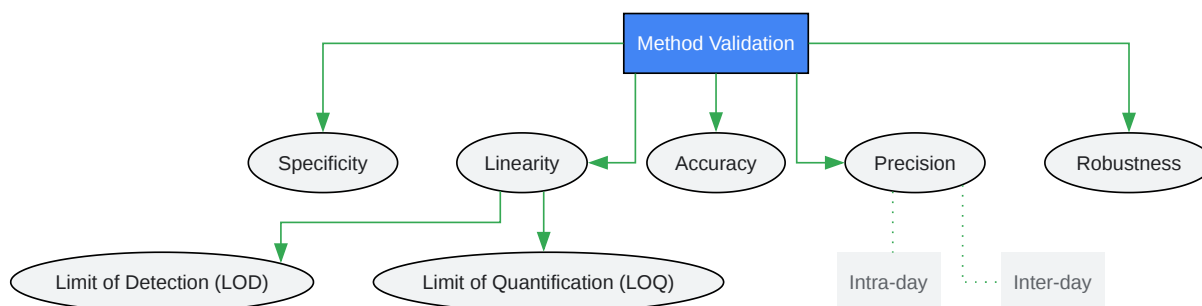 Method Validation
Specificity
Linearity
Accuracy
Precision
Robustness
Limit of Detection (LOD)
Limit of Quantification (LOQ)
Intra-day
Inter-day